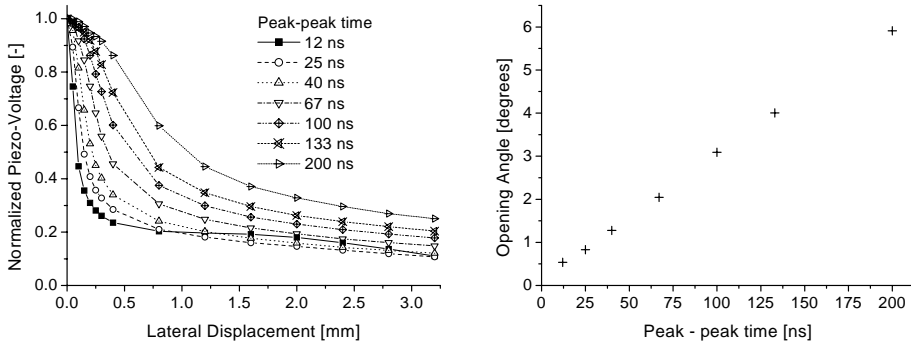 Normalized Piezo-Voltage [-]
1.0
0.8
0.6
0.4
0.2
0.0
0.0 0.5 1.0 1.5 2.0 2.5 3.0
Lateral Displacement [mm]
Peak-peak time
12 ns
25 ns
40 ns
67 ns
100 ns
133 ns
200 ns
Opening Angle [degrees]
6
5
4
3
2
1
0
0 25 50 75 100 125 150 175 200
Peak - peak time [ns]